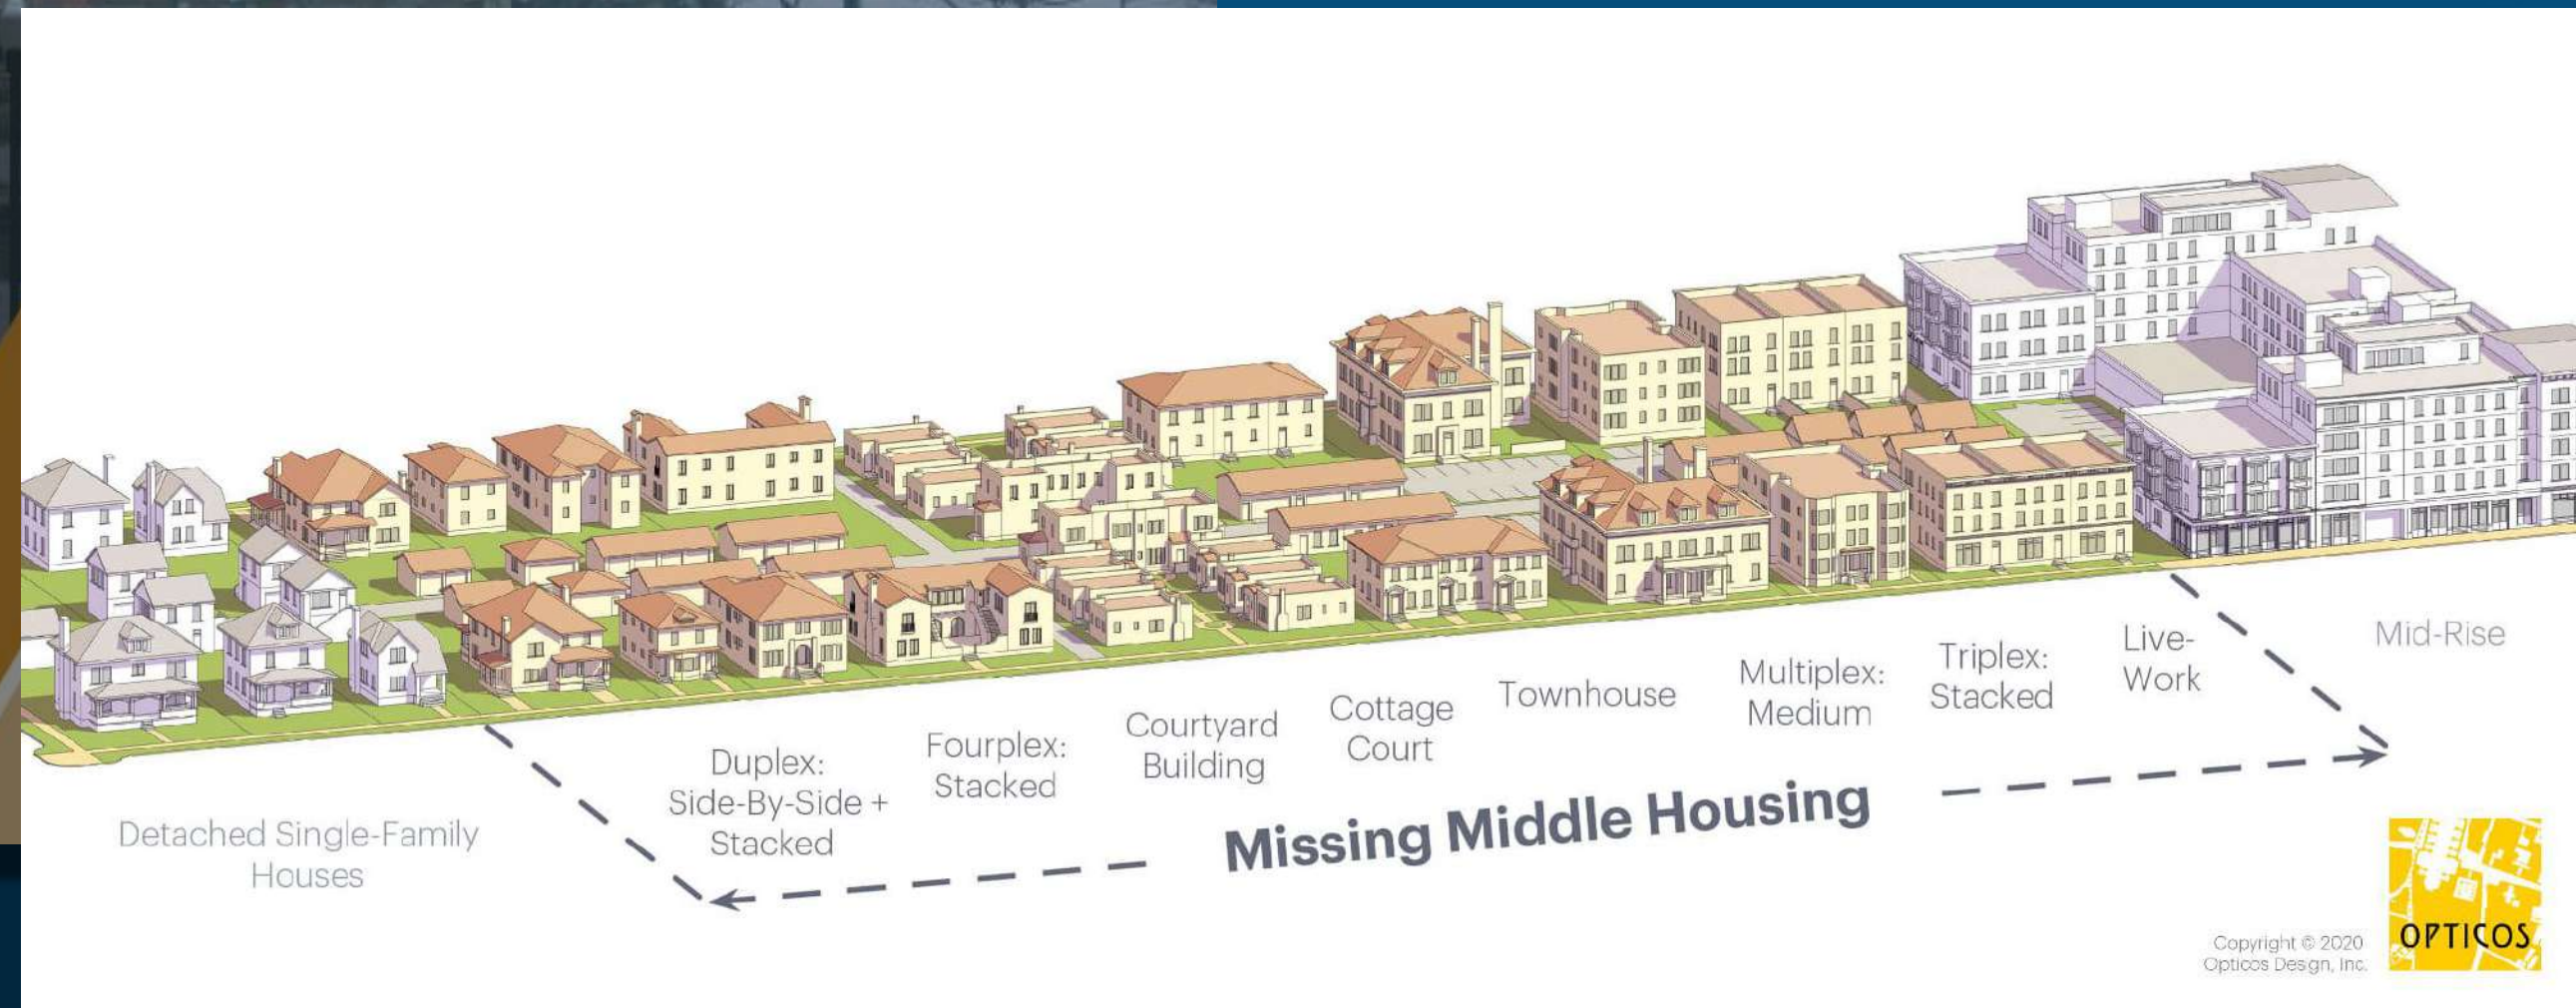 Detached Single-Family
Houses
Duplex:
Side-By-Side +
Stacked
Fourplex:
Stacked
Courtyard
Building
Cottage
Court
Townhouse
Multiplex:
Medium
Triplex:
Stacked
Live-
Work
Mid-Rise
Missing Middle Housing
Copyright © 2020
Opticos Design, Inc.
OPTICOS